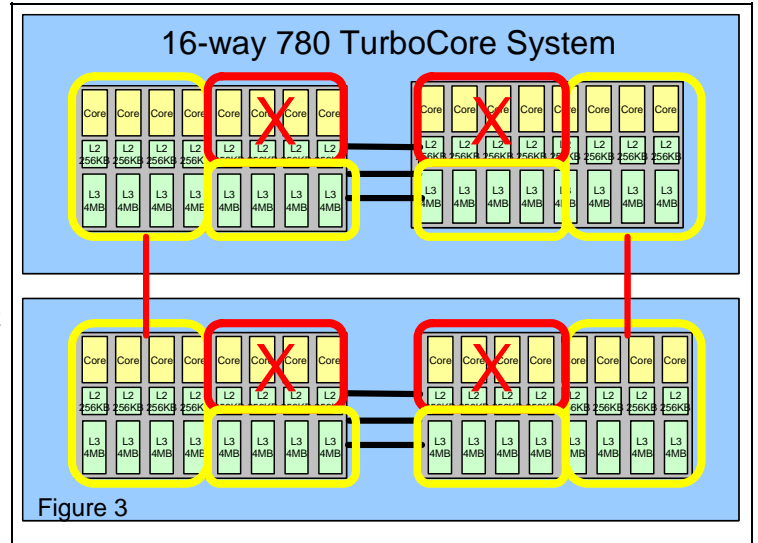 16-way 780 TurboCore System
Core Core Core Core Core Core Core Core Core Core Core Core Core Core Core Core
X X
L2 L2 L2 L2 L2 L2 L2 L2 L2 L2 L2 L2 L2 L2 L2 L2
256KB 256KB 256KB 256K 256KB 256KB 256KB 256KB
L3 L3 L3 L3 L3 L3 L3 L3 L3 L3 L3 L3 L3 L3 L3 L3
4MB 4MB 4MB 4MB 4MB 4MB 4MB 4MB 4MB 4MB 4MB 4MB 4MB 4MB 4MB 4MB
Core Core Core Core Core Core Core Core Core Core Core Core Core Core Core Core
X X
L2 L2 L2 L2 L2 L2 L2 L2 L2 L2 L2 L2 L2 L2 L2 L2
256KB 256KB 256KB 256K 256KB 256KB 256KB
L3 L3 L3 L3 L3 L3 L3 L3 L3 L3 L3 L3 L3 L3 L3 L3
4MB 4MB 4MB 4MB 4MB 4MB 4MB 4MB 4MB 4MB 4MB 4MB 4MB 4MB 4MB 4MB
Figure 3